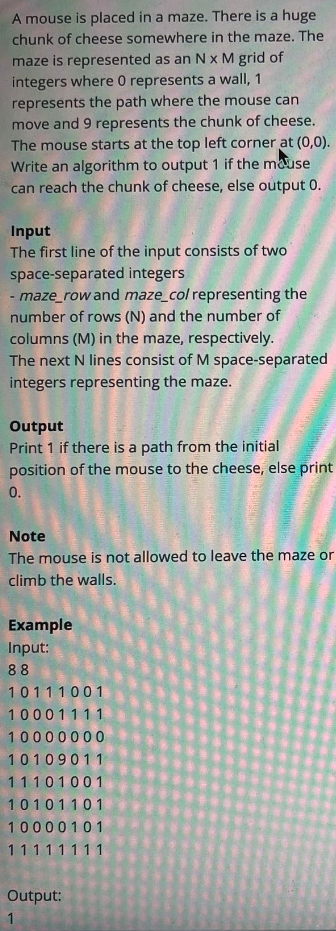 A mouse is placed in a maze. There is a huge
chunk of cheese somewhere in the maze. The
maze is represented as an N x M grid of
integers where 0 represents a wall, 1
represents the path where the mouse can
move and 9 represents the chunk of cheese.
The mouse starts at the top left corner at (0,0).
Write an algorithm to output 1 if the mouse
can reach the chunk of cheese, else output 0.
Input
The first line of the input consists of two
space-separated integers
- maze_row and maze_col representing the
number of rows (N) and the number of
columns (M) in the maze, respectively.
The next N lines consist of M space-separated
integers representing the maze.
Output
Print 1 if there is a path from the initial
position of the mouse to the cheese, else print
0.
Note
The mouse is not allowed to leave the maze or
climb the walls.
Example
Input:
8 8
1 0 1 1 1 0 0 1
1 0 0 0 1 1 1 1
1 0 0 0 0 0 0 0
1 0 1 0 9 0 1 1
1 1 1 0 1 0 0 1
1 0 1 0 1 1 0 1
1 0 0 0 0 1 0 1
1 1 1 1 1 1 1 1
Output:
1